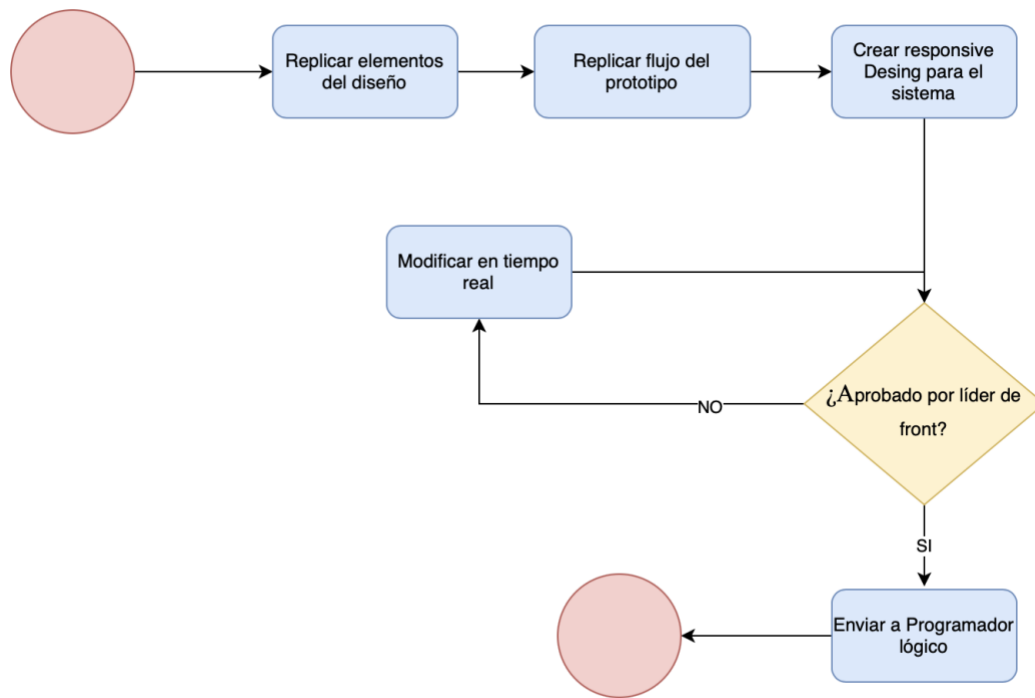 Replicar elementos
del diseño
Replicar flujo del
prototipo
Crear responsive
Desing para el
sistema
Modificar en tiempo
real
¿Aprobado por líder de
front?
NO
SI
Enviar a Programador
lógico